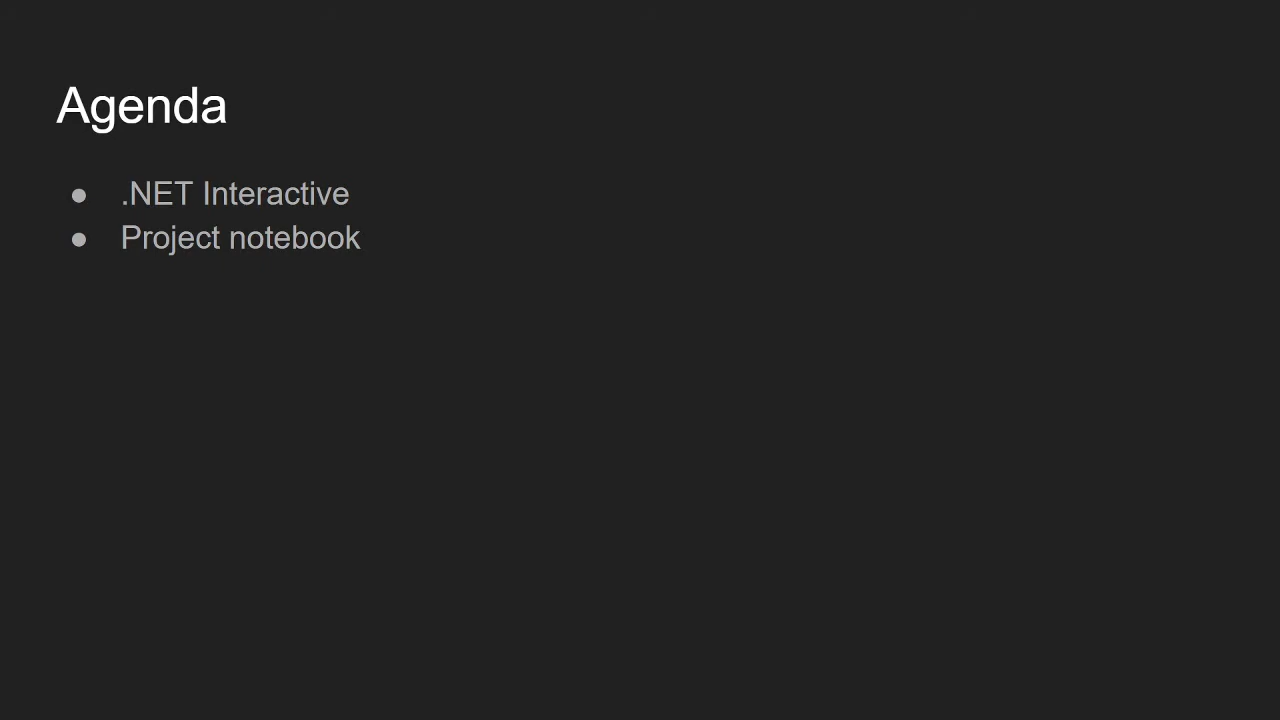 Agenda
● .NET Interactive
● Project notebook